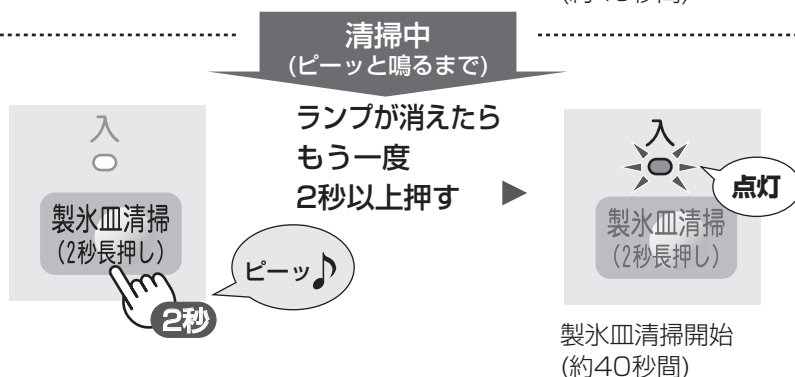 清掃中
(ピーッと鳴るまで)
入
製氷皿清掃
(2秒長押し)
ピーッ♪
2秒
ランプが消えたら
もう一度
2秒以上押す ▶
入
点灯
製氷皿清掃
(2秒長押し)
製氷皿清掃開始
(約40秒間)